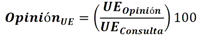 Opinión_UE = (UE_Opinión / UE_Consulta) 100